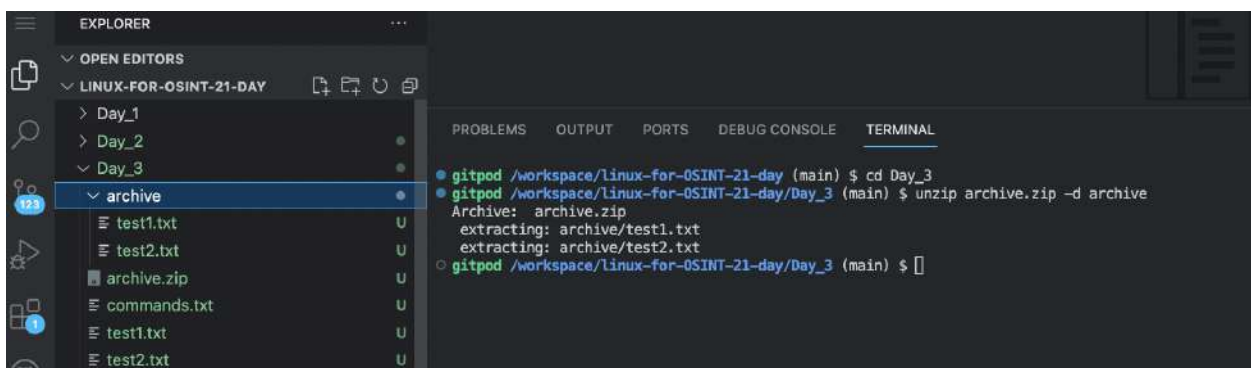 EXPLORER
...
OPEN EDITORS
LINUX-FOR-OSINT-21-DAY
Day_1
Day_2
Day_3
archive
test1.txt U
test2.txt U
archive.zip U
commands.txt U
test1.txt U
test2.txt U
123
1
PROBLEMS OUTPUT PORTS DEBUG CONSOLE TERMINAL
gitpod /workspace/linux-for-OSINT-21-day (main) $ cd Day_3
gitpod /workspace/linux-for-OSINT-21-day/Day_3 (main) $ unzip archive.zip -d archive
Archive: archive.zip
extracting: archive/test1.txt
extracting: archive/test2.txt
gitpod /workspace/linux-for-OSINT-21-day/Day_3 (main) $